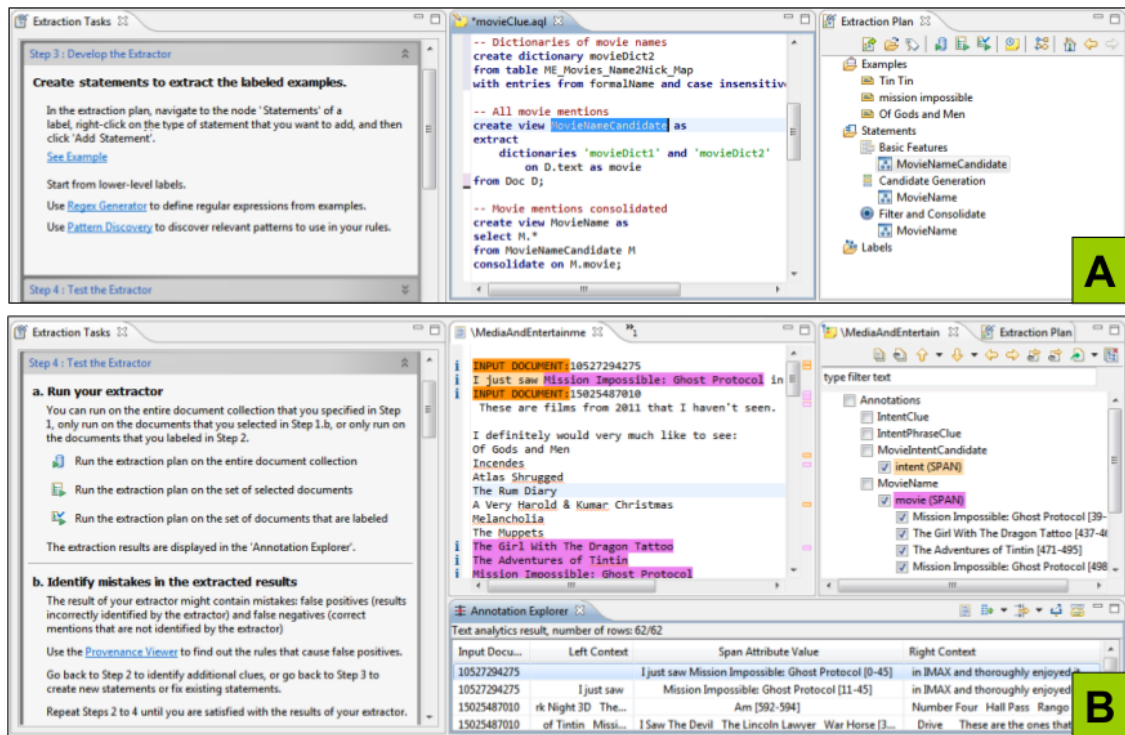 Extraction Tasks
Step 3 : Develop the Extractor
Create statements to extract the labeled examples.
In the extraction plan, navigate to the node 'Statements' of a
label, right-click on the type of statement that you want to add, and then
click 'Add Statement'.
See Example
Start from lower-level labels.
Use Regex Generator to define regular expressions from examples.
Use Pattern Discovery to discover relevant patterns to use in your rules.
Step 4 : Test the Extractor
*movieClue.aql
-- Dictionaries of movie names
create dictionary movieDict2
from table ME_Movies_Name2Nick_Map
with entries from formalName and case insensitive
-- All movie mentions
create view MovieNameCandidate as
extract
dictionaries 'movieDict1' and 'movieDict2'
on D.text as movie
from Doc D;
-- Movie mentions consolidated
create view MovieName as
select M.*
from MovieNameCandidate M
consolidate on M.movie;
Extraction Plan
Examples
Tin Tin
mission impossible
Of Gods and Men
Statements
Basic Features
MovieNameCandidate
Candidate Generation
MovieName
Filter and Consolidate
MovieName
Labels
A
Extraction Tasks
Step 4 : Test the Extractor
a. Run your extractor
You can run on the entire document collection that you specified in Step
1, only run on the documents that you selected in Step 1.b, or only run on
the documents that you labeled in Step 2.
Run the extraction plan on the entire document collection
Run the extraction plan on the set of selected documents
Run the extraction plan on the set of documents that are labeled
The extraction results are displayed in the 'Annotation Explorer'.
b. Identify mistakes in the extracted results
The result of your extractor might contain mistakes: false positives (results
incorrectly identified by the extractor) and false negatives (correct
mentions that are not identified by the extractor)
Use the Provenance Viewer to find out the rules that cause false positives.
Go back to Step 2 to identify additional clues, or go back to Step 3 to
create new statements or fix existing statements.
Repeat Steps 2 to 4 until you are satisfied with the results of your extractor.
\MediaAndEntertainme
»1
INPUT DOCUMENT:10527294275
I just saw Mission Impossible: Ghost Protocol in
INPUT DOCUMENT:15025487010
These are films from 2011 that I haven't seen.
I definitely would very much like to see:
Of Gods and Men
Incendes
Atlas Shrugged
The Rum Diary
A Very Harold & Kumar Christmas
Melancholia
The Muppets
The Girl With The Dragon Tattoo
The Adventures of Tintin
Mission Impossible: Ghost Protocol
\MediaAndEntertain
Extraction Plan
type filter text
Annotations
IntentClue
IntentPhraseClue
MovieIntentCandidate
intent (SPAN)
MovieName
movie (SPAN)
Mission Impossible: Ghost Protocol [39-
The Girl With The Dragon Tattoo [437-46
The Adventures of Tintin [471-495]
Mission Impossible: Ghost Protocol [498
Annotation Explorer
Text analytics result, number of rows: 62/62
Input Docu... Left Context Span Attribute Value Right Context
10527294275 I just saw Mission Impossible: Ghost Protocol [0-45] in IMAX and thoroughly enjoyed it
10527294275 I just saw Mission Impossible: Ghost Protocol [11-45] in IMAX and thoroughly enjoyed
15025487010 rk Night 3D The... Am [592-594] Number Four Hall Pass Rango
15025487010 of Tintin Missi... I Saw The Devil The Lincoln Lawyer War Horse [3... Drive These are the ones that
B